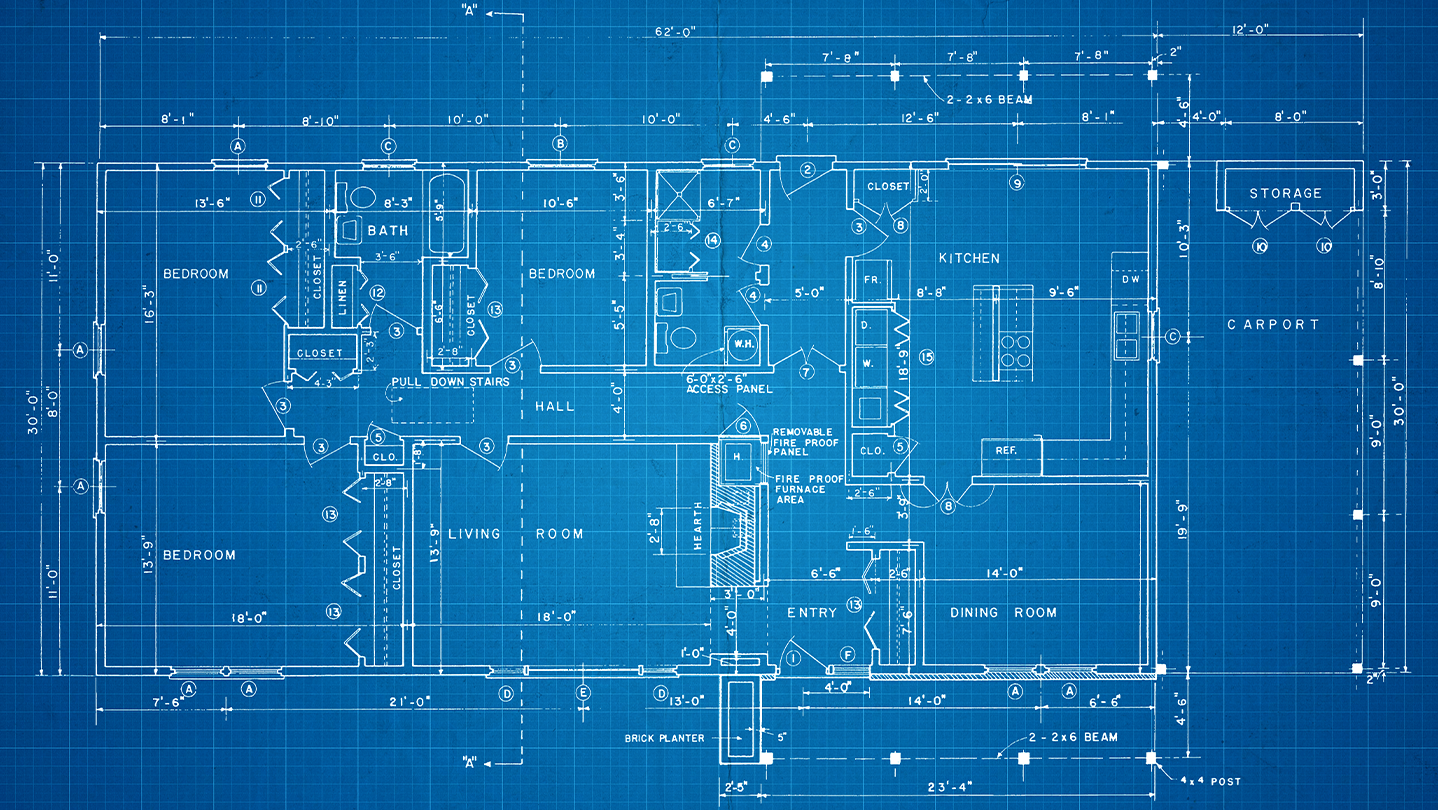 "A"
62'-0"
12'-0"
7'-8"
7'-8"
7'-8"
2"
2-2x6 BEAM
4'-6"
8'-1"
8'-10"
10'-0"
10'-0"
4'-6"
12'-6"
8'-1"
4'-0"
8'-0"
A
C
B
C
2
9
11
13'-6"
8'-3"
5'-9"
10'-6"
3'-6"
6'-7"
CLOSET
2'-0"
STORAGE
3'-0"
BATH
2'-6"
14
4
3
8
10
10
2'-6"
3'-6"
10'-3"
11'-0"
BEDROOM
CLOSET
LINEN
12
BEDROOM
3'-4"
KITCHEN
FR.
DW
8'-10"
11
16'-3"
6'-6"
CLOSET
13
4
5'-0"
8'-8"
9'-6"
3
5'-5"
D.
CARPORT
A
CLOSET
2'-3"
2'-8"
3
W.H.
7
W.
18'-9"
15
C
4'-3"
PULL DOWN STAIRS
6'-0"x2'-6"
ACCESS PANEL
30'-0"
8'-0"
3
HALL
4'-0"
30'-0"
9'-0"
3
5
3
6
REMOVABLE
FIRE PROOF
PANEL
CLO.
1'-8"
H
CLO.
5
REF.
A
2'-8"
FIRE PROOF
FURNACE
AREA
2'-6"
3'-9"
8
13
LIVING ROOM
2'-8"
HEARTH
1'-6"
19'-9"
BEDROOM
13'-9"
CLOSET
13'-9"
11'-0"
6'-6"
2'-6"
14'-0"
9'-0"
13
3'-0"
ENTRY
13
DINING ROOM
18'-0"
18'-0"
4'-0"
7'-6"
1'-0"
1
F
A
A
D
E
D
4'-0"
A
A
2"
7'-6"
21'-0"
13'-0"
14'-0"
6'-6"
4'-6"
BRICK PLANTER
5"
2-2x6 BEAM
"A"
4x4 POST
2'-5"
23'-4"